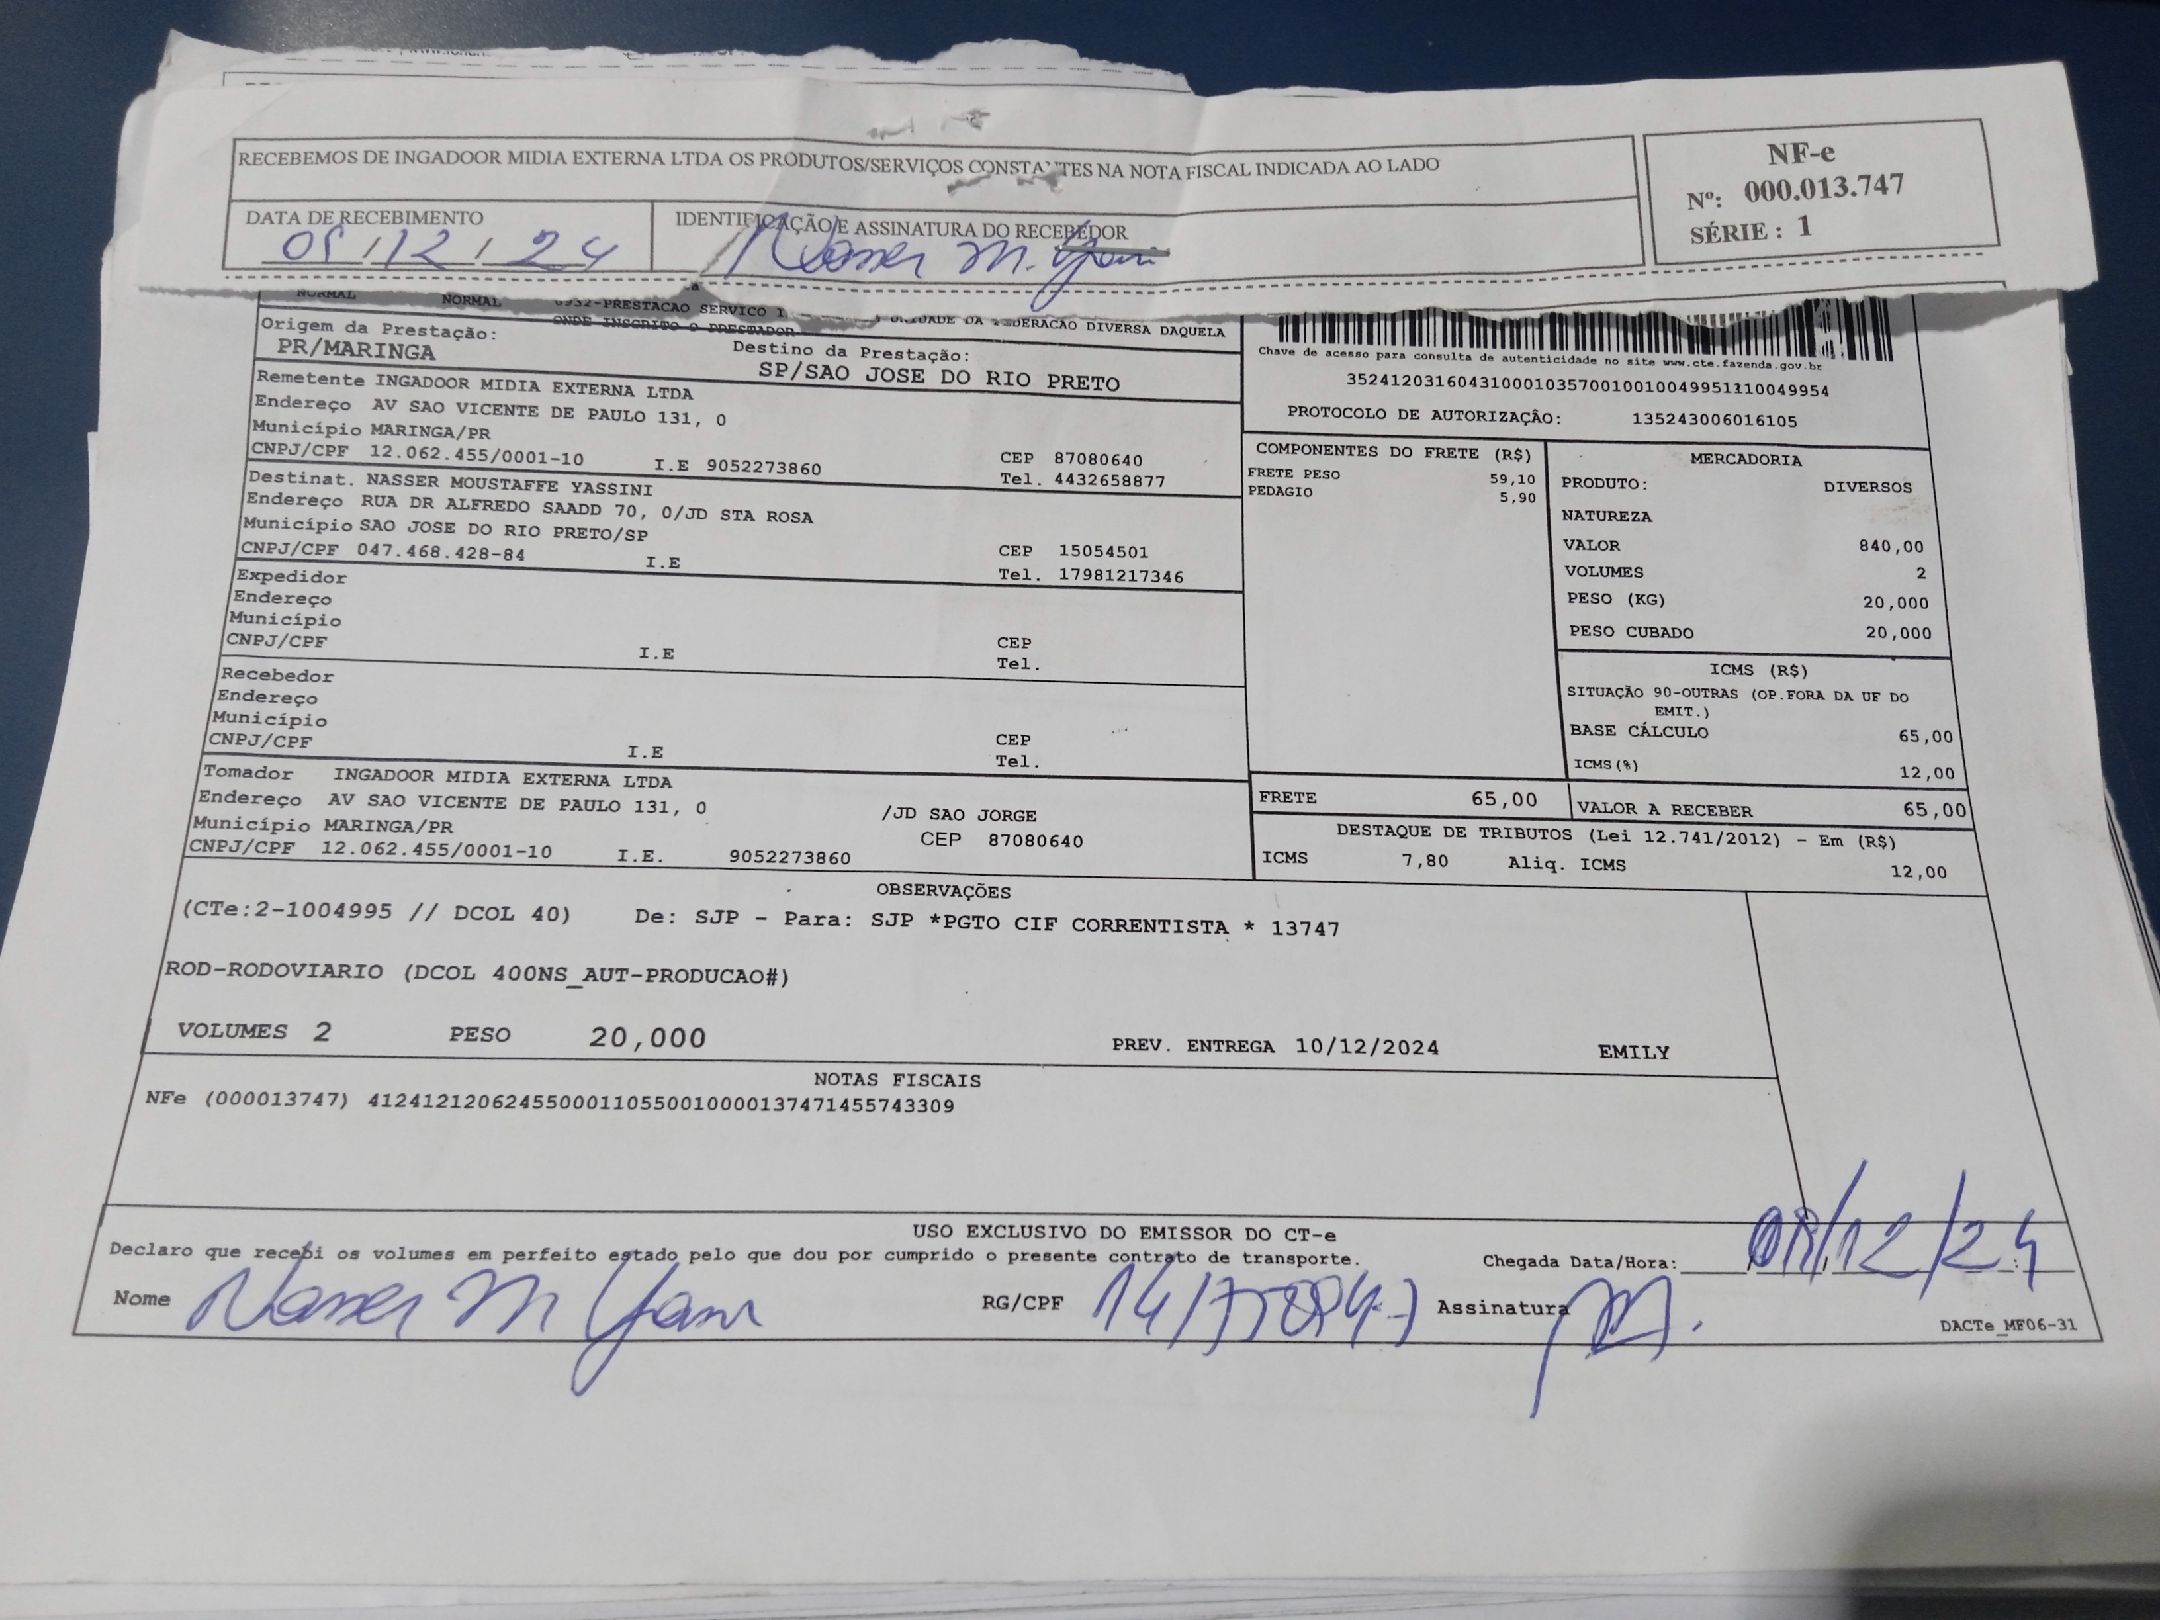 RECEBEMOS DE INGADOOR MIDIA EXTERNA LTDA OS PRODUTOS/SERVIÇOS CONSTANTES NA NOTA FISCAL INDICADA AO LADO
NF-e
Nº: 000.013.747
SÉRIE : 1
DATA DE RECEBIMENTO
/12/24
IDENTIFICAÇÃO E ASSINATURA DO RECEBEDOR
Nasser M.
NORMAL NORMAL 6932-PRESTACAO SERVICO
ONDE INSCRITO O PRESTADOR DERACAO DIVERSA DAQUELA
Origem da Prestação:
PR/MARINGA
Destino da Prestação:
SP/SAO JOSE DO RIO PRETO
Chave de acesso para consulta de autenticidade no site www.cte.fazenda.gov.br
35241203160431000103570010010049951110049954
PROTOCOLO DE AUTORIZAÇÃO: 135243006016105
Remetente INGADOOR MIDIA EXTERNA LTDA
Endereço AV SAO VICENTE DE PAULO 131, 0
Município MARINGA/PR
CNPJ/CPF 12.062.455/0001-10 I.E 9052273860
CEP 87080640
Tel. 4432658877
Destinat. NASSER MOUSTAFFE YASSINI
Endereço RUA DR ALFREDO SAADD 70, 0/JD STA ROSA
Município SAO JOSE DO RIO PRETO/SP
CNPJ/CPF 047.468.428-84 I.E
CEP 15054501
Tel. 17981217346
Expedidor
Endereço
Município
CNPJ/CPF I.E
CEP
Tel.
Recebedor
Endereço
Município
CNPJ/CPF I.E
CEP
Tel.
Tomador INGADOOR MIDIA EXTERNA LTDA
Endereço AV SAO VICENTE DE PAULO 131, 0 /JD SAO JORGE
Município MARINGA/PR CEP 87080640
CNPJ/CPF 12.062.455/0001-10 I.E. 9052273860
COMPONENTES DO FRETE (R$)
FRETE PESO 59,10
PEDAGIO 5,90
MERCADORIA
PRODUTO: DIVERSOS
NATUREZA
VALOR 840,00
VOLUMES 2
PESO (KG) 20,000
PESO CUBADO 20,000
ICMS (R$)
SITUAÇÃO 90-OUTRAS (OP.FORA DA UF DO
EMIT.)
BASE CÁLCULO 65,00
ICMS(%) 12,00
FRETE 65,00 VALOR A RECEBER 65,00
DESTAQUE DE TRIBUTOS (Lei 12.741/2012) - Em (R$)
ICMS 7,80 Aliq. ICMS 12,00
OBSERVAÇÕES
(CTe:2-1004995 // DCOL 40) De: SJP - Para: SJP *PGTO CIF CORRENTISTA * 13747
ROD-RODOVIARIO (DCOL 400NS_AUT-PRODUCAO#)
VOLUMES 2 PESO 20,000 PREV. ENTREGA 10/12/2024 EMILY
NOTAS FISCAIS
NFe (000013747) 41241212062455000110550010000137471455743309
USO EXCLUSIVO DO EMISSOR DO CT-e
Declaro que recebi os volumes em perfeito estado pelo que dou por cumprido o presente contrato de transporte.
Chegada Data/Hora: /12/24
Nome Nasser M
RG/CPF
Assinatura
DACTe_MF06-31